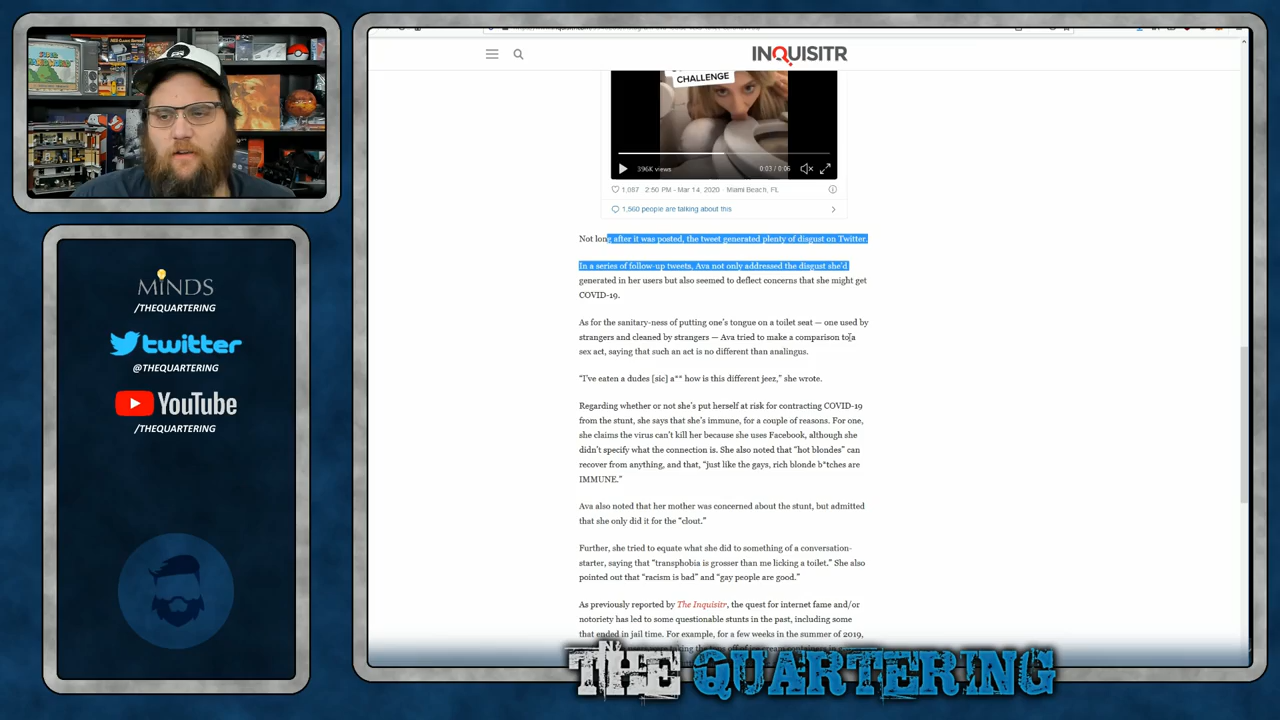 MINDS
/THEQUARTERING
twitter
@THEQUARTERING
YouTube
/THEQUARTERING
INQUISITR
CHALLENGE
396K views
0:03 / 0:06
1,087 2:50 PM - Mar 14, 2020 · Miami Beach, FL
1,560 people are talking about this
Not long after it was posted, the tweet generated plenty of disgust on Twitter.
In a series of follow-up tweets, Ava not only addressed the disgust she'd
generated in her users but also seemed to deflect concerns that she might get
COVID-19.
As for the sanitary-ness of putting one's tongue on a toilet seat — one used by
strangers and cleaned by strangers — Ava tried to make a comparison to a
sex act, saying that such an act is no different than analingus.
"I've eaten a dudes [sic] a** how is this different jeez," she wrote.
Regarding whether or not she's put herself at risk for contracting COVID-19
from the stunt, she says that she's immune, for a couple of reasons. For one,
she claims the virus can't kill her because she uses Facebook, although she
didn't specify what the connection is. She also noted that "hot blondes" can
recover from anything, and that, "just like the gays, rich blonde b*tches are
IMMUNE."
Ava also noted that her mother was concerned about the stunt, but admitted
that she only did it for the "clout."
Further, she tried to equate what she did to something of a conversation-
starter, saying that "transphobia is grosser than me licking a toilet." She also
pointed out that "racism is bad" and "gay people are good."
As previously reported by The Inquisitr, the quest for internet fame and/or
notoriety has led to some questionable stunts in the past, including some
that ended in jail time. For example, for a few weeks in the summer of 2019,
THE QUARTERING